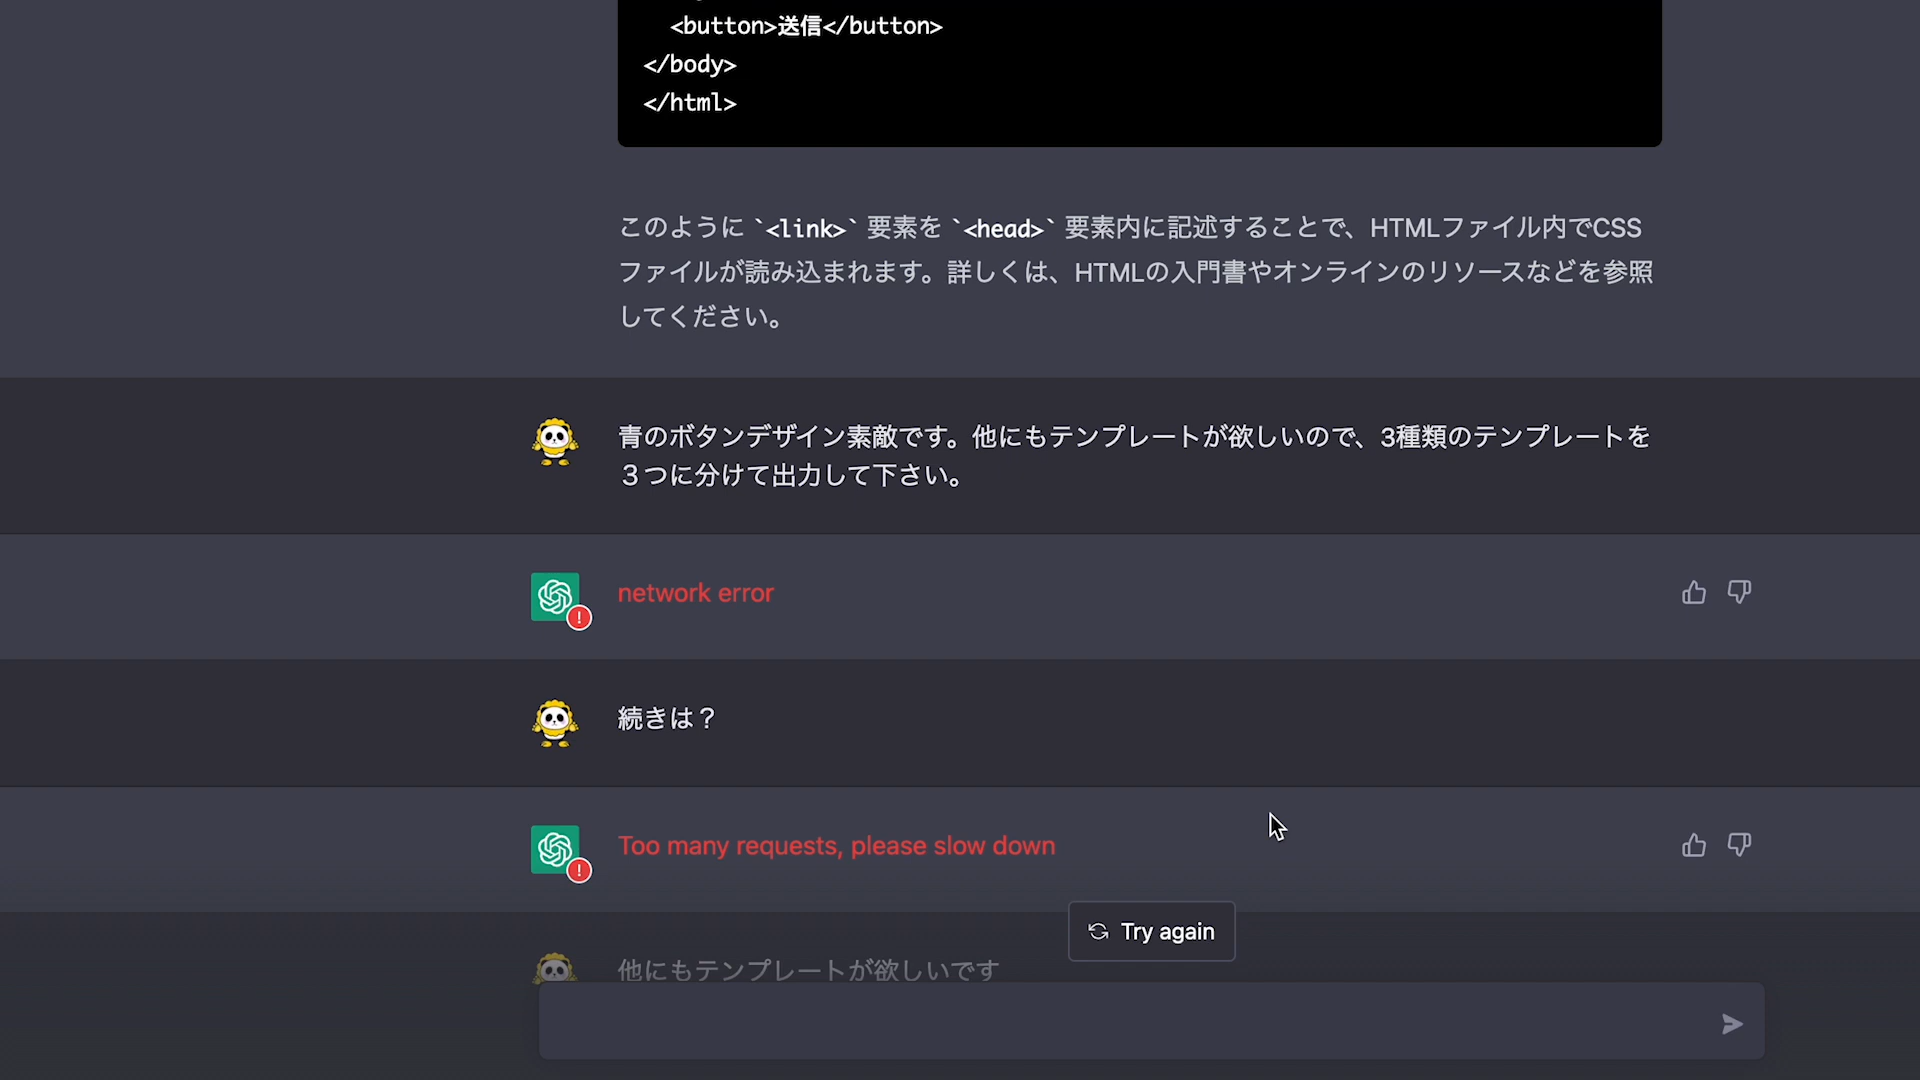 <button>送信</button>
</body>
</html>
このように `<link>` 要素を `<head>` 要素内に記述することで、HTMLファイル内でCSS
ファイルが読み込まれます。詳しくは、HTMLの入門書やオンラインのリソースなどを参照
してください。
青のボタンデザイン素敵です。他にもテンプレートが欲しいので、3種類のテンプレートを
３つに分けて出力して下さい。
network error
続きは？
Too many requests, please slow down
Try again
他にもテンプレートが欲しいです